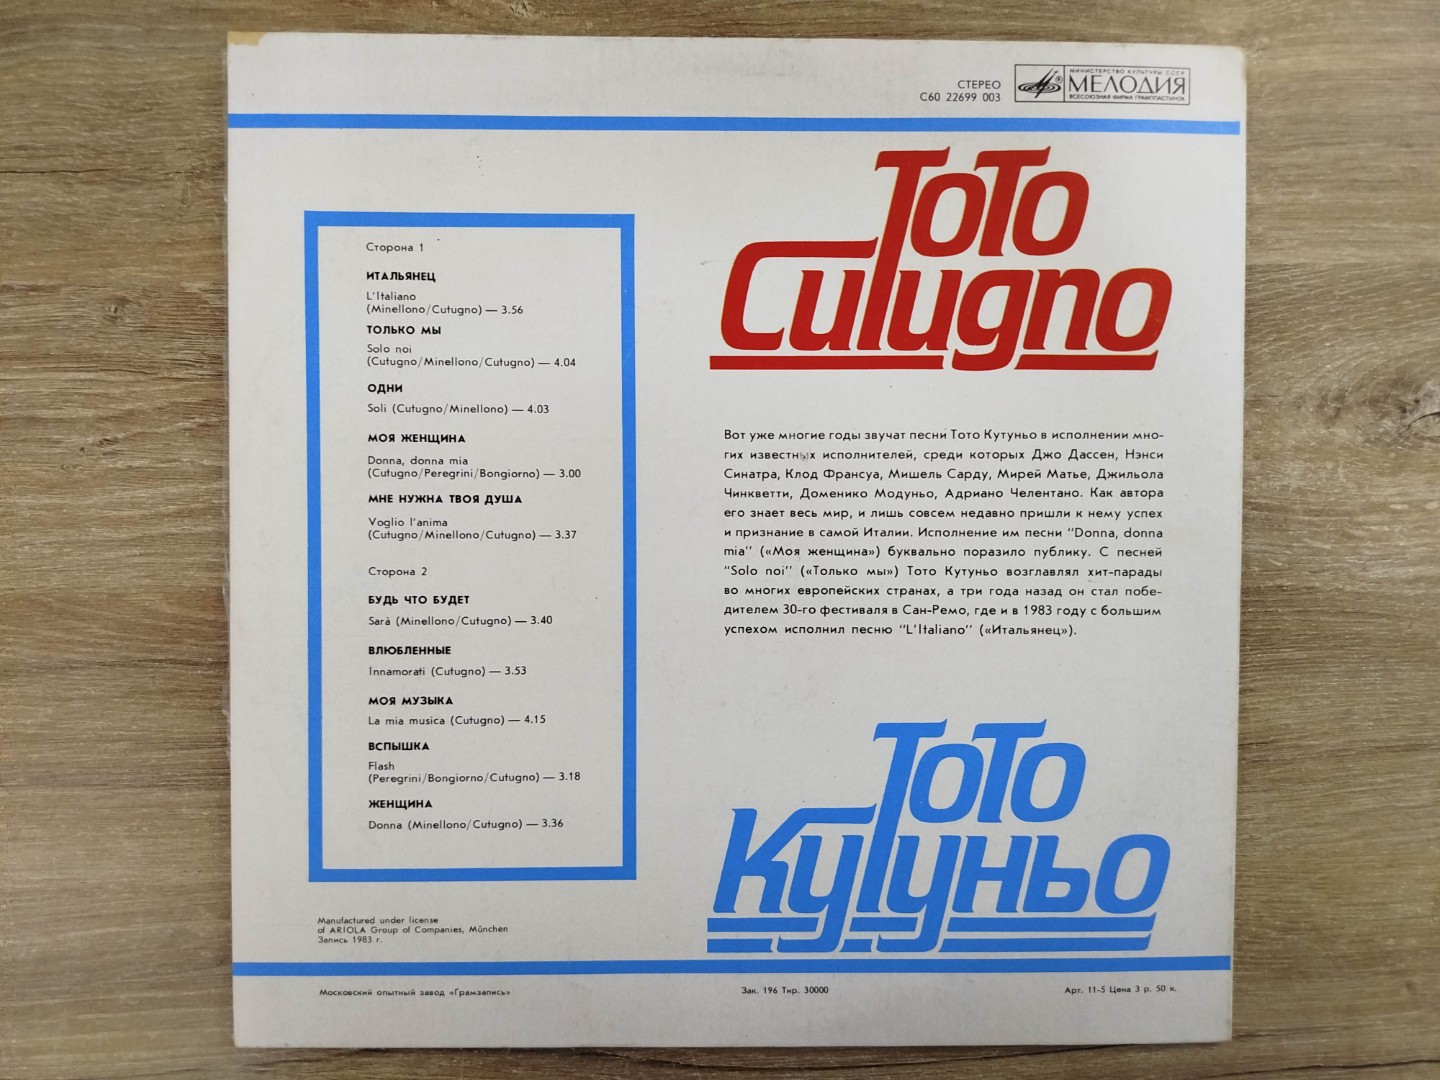 СТЕРЕО
С60 22699 003
МИНИСТЕРСТВО КУЛЬТУРЫ СССР
МЕЛОДИЯ
ВСЕСОЮЗНАЯ ФИРМА ГРАМПЛАСТИНОК
Toto
Cutugno
Сторона 1
ИТАЛЬЯНЕЦ
L'Italiano
(Minellono/Cutugno) — 3.56
ТОЛЬКО МЫ
Solo noi
(Cutugno/Minellono/Cutugno) — 4.04
ОДНИ
Soli (Cutugno/Minellono) — 4.03
МОЯ ЖЕНЩИНА
Donna, donna mia
(Cutugno/Peregrini/Bongiorno) — 3.00
МНЕ НУЖНА ТВОЯ ДУША
Voglio l'anima
(Cutugno/Minellono/Cutugno) — 3.37
Сторона 2
БУДЬ ЧТО БУДЕТ
Sarà (Minellono/Cutugno) — 3.40
ВЛЮБЛЕННЫЕ
Innamorati (Cutugno) — 3.53
МОЯ МУЗЫКА
La mia musica (Cutugno) — 4.15
ВСПЫШКА
Flash
(Peregrini/Bongiorno/Cutugno) — 3.18
ЖЕНЩИНА
Donna (Minellono/Cutugno) — 3.36
Вот уже многие годы звучат песни Тото Кутуньо в исполнении мно-
гих известных исполнителей, среди которых Джо Дассен, Нэнси
Синатра, Клод Франсуа, Мишель Сарду, Мирей Матье, Джильола
Чинкветти, Доменико Модуньо, Адриано Челентано. Как автора
его знает весь мир, и лишь совсем недавно пришли к нему успех
и признание в самой Италии. Исполнение им песни "Donna, donna
mia" («Моя женщина») буквально поразило публику. С песней
"Solo noi" («Только мы») Тото Кутуньо возглавлял хит-парады
во многих европейских странах, а три года назад он стал побе-
дителем 30-го фестиваля в Сан-Ремо, где и в 1983 году с большим
успехом исполнил песню "L'Italiano" («Итальянец»).
Тото
Кутуньо
Manufactured under license
of ARIOLA Group of Companies, München
Запись 1983 г.
Московский опытный завод «Грамзапись»
Зак. 196 Тир. 30000
Арт. 11-5 Цена 3 р. 50 к.